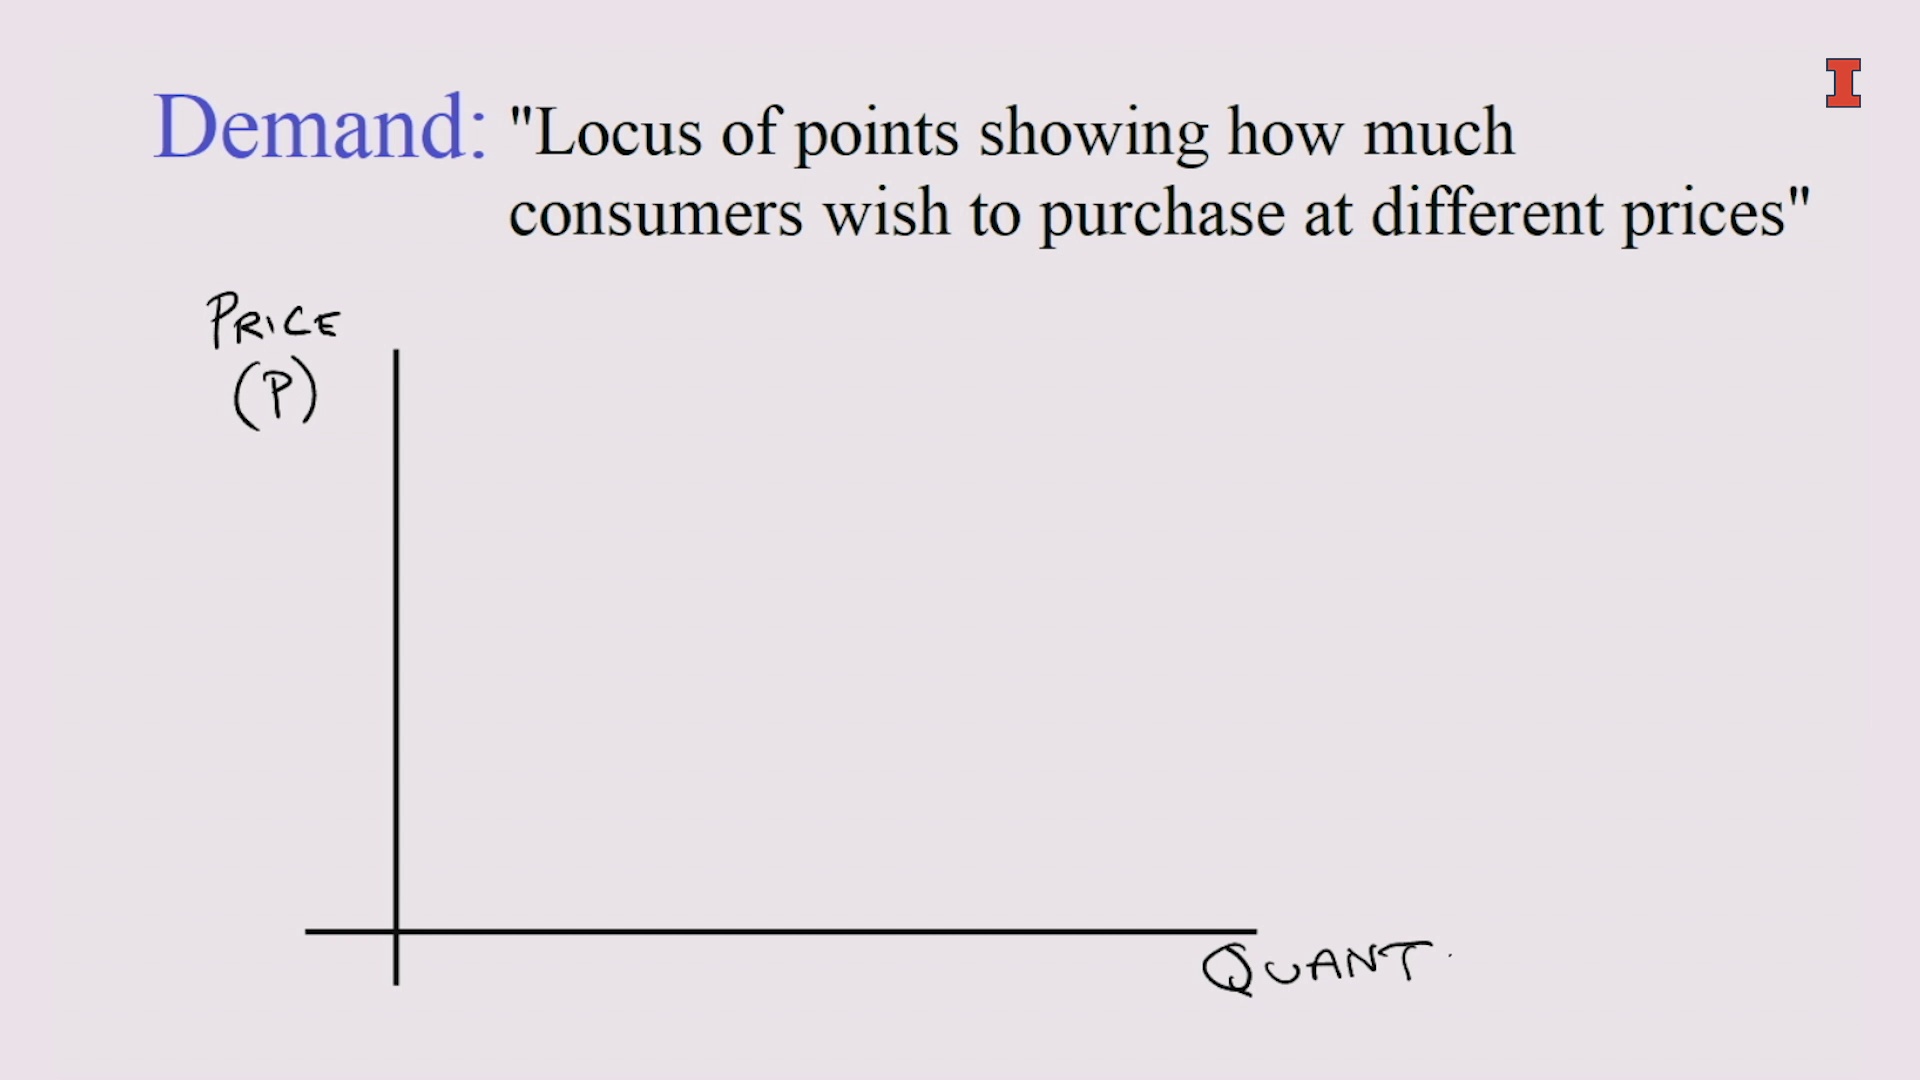 Demand: "Locus of points showing how much
consumers wish to purchase at different prices"
PRICE
(P)
QUANT.
I